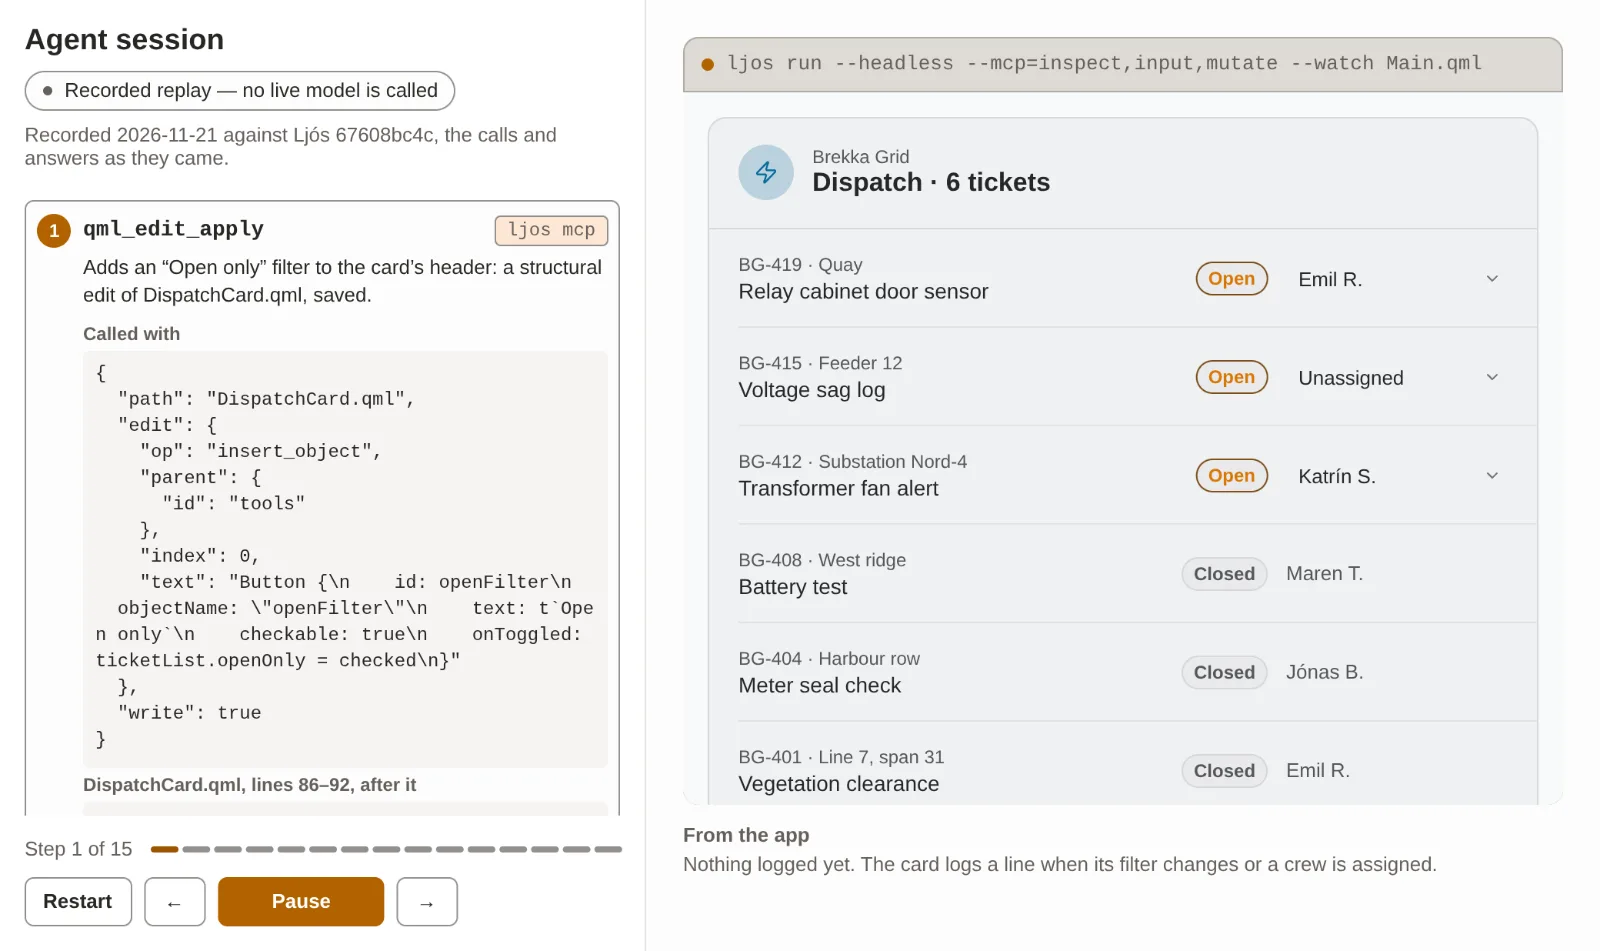 Agent session
Recorded replay — no live model is called
Recorded 2026-11-21 against Ljós 67608bc4c, the calls and
answers as they came.
1 qml_edit_apply ljos mcp
Adds an “Open only” filter to the card’s header: a structural
edit of DispatchCard.qml, saved.
Called with
{
  "path": "DispatchCard.qml",
  "edit": {
    "op": "insert_object",
    "parent": {
      "id": "tools"
    },
    "index": 0,
    "text": "Button {\n    id: openFilter\n
  objectName: \"openFilter\"\n    text: t`Ope
n only`\n    checkable: true\n    onToggled:
ticketList.openOnly = checked\n}"
  },
  "write": true
}
DispatchCard.qml, lines 86–92, after it
Step 1 of 15
Restart ← Pause →
ljos run --headless --mcp=inspect,input,mutate --watch Main.qml
Brekka Grid
Dispatch · 6 tickets
BG-419 · Quay
Relay cabinet door sensor
Open Emil R.
BG-415 · Feeder 12
Voltage sag log
Open Unassigned
BG-412 · Substation Nord-4
Transformer fan alert
Open Katrín S.
BG-408 · West ridge
Battery test
Closed Maren T.
BG-404 · Harbour row
Meter seal check
Closed Jónas B.
BG-401 · Line 7, span 31
Vegetation clearance
Closed Emil R.
From the app
Nothing logged yet. The card logs a line when its filter changes or a crew is assigned.